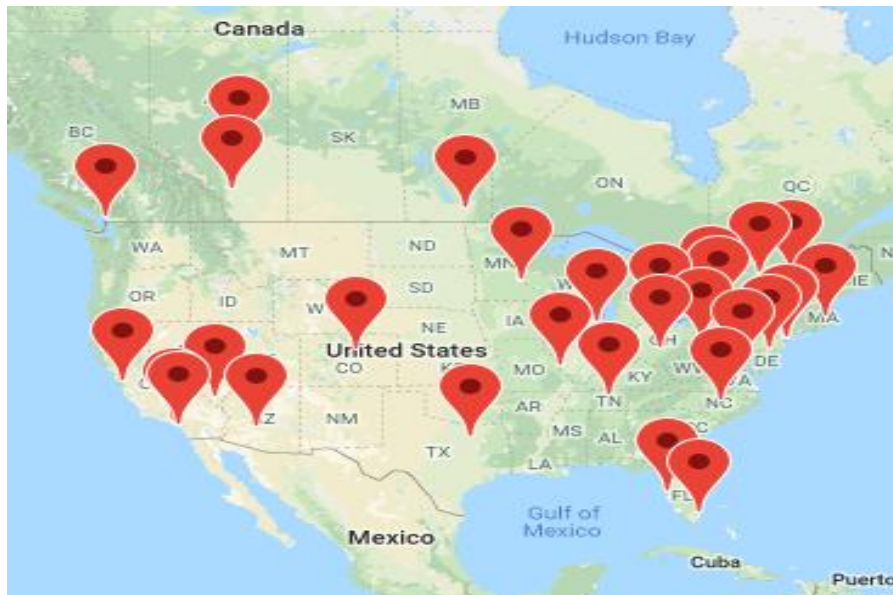 Canada
Hudson Bay
BC
SK
MB
ON
QC
WA
MT
ND
MN
ME
OR
ID
SD
IA
MA
NE
United States
CO
MO
KY
DE
TN
NC
NM
AR
TX
MS
AL
LA
FL
Gulf of
Mexico
Mexico
Cuba
Puerto